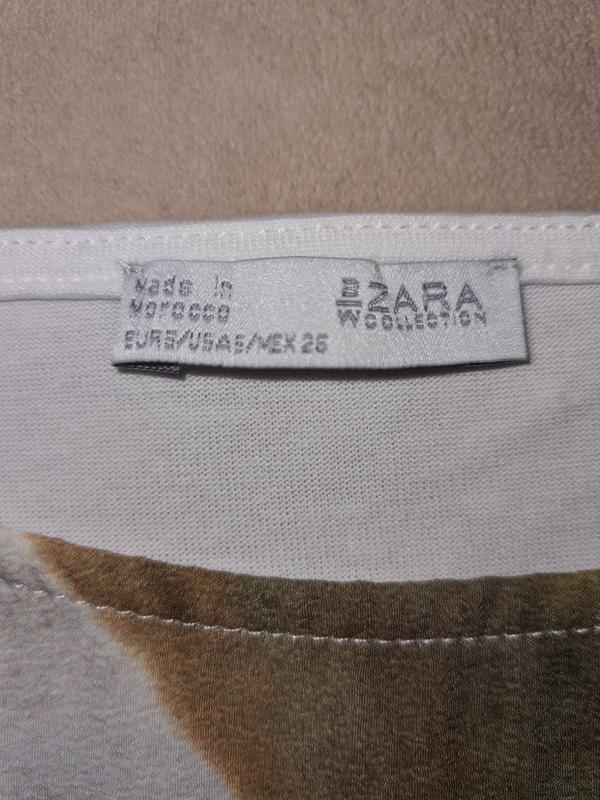 Made in
Morocco
EUR S/USA S/MEX 26
W&B ZARA
COLLECTION